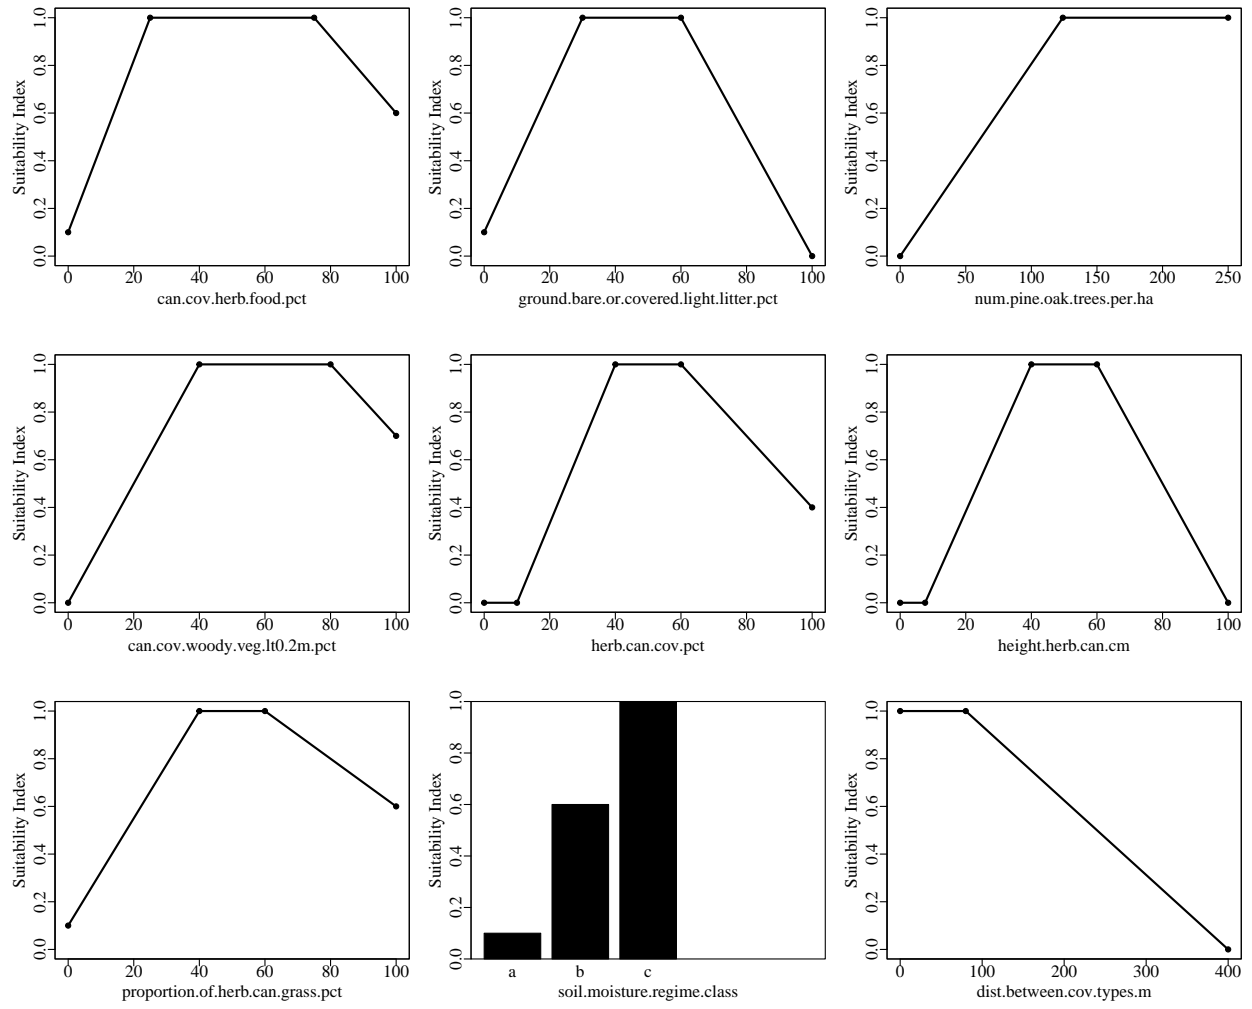 Suitability Index
0.0 0.2 0.4 0.6 0.8 1.0
0 20 40 60 80 100
can.cov.herb.food.pct
Suitability Index
0.0 0.2 0.4 0.6 0.8 1.0
0 20 40 60 80 100
ground.bare.or.covered.light.litter.pct
Suitability Index
0.0 0.2 0.4 0.6 0.8 1.0
0 50 100 150 200 250
num.pine.oak.trees.per.ha
Suitability Index
0.0 0.2 0.4 0.6 0.8 1.0
0 20 40 60 80 100
can.cov.woody.veg.lt0.2m.pct
Suitability Index
0.0 0.2 0.4 0.6 0.8 1.0
0 20 40 60 80 100
herb.can.cov.pct
Suitability Index
0.0 0.2 0.4 0.6 0.8 1.0
0 20 40 60 80 100
height.herb.can.cm
Suitability Index
0.0 0.2 0.4 0.6 0.8 1.0
0 20 40 60 80 100
proportion.of.herb.can.grass.pct
Suitability Index
0.0 0.2 0.4 0.6 0.8 1.0
a b c
soil.moisture.regime.class
Suitability Index
0.0 0.2 0.4 0.6 0.8 1.0
0 100 200 300 400
dist.between.cov.types.m